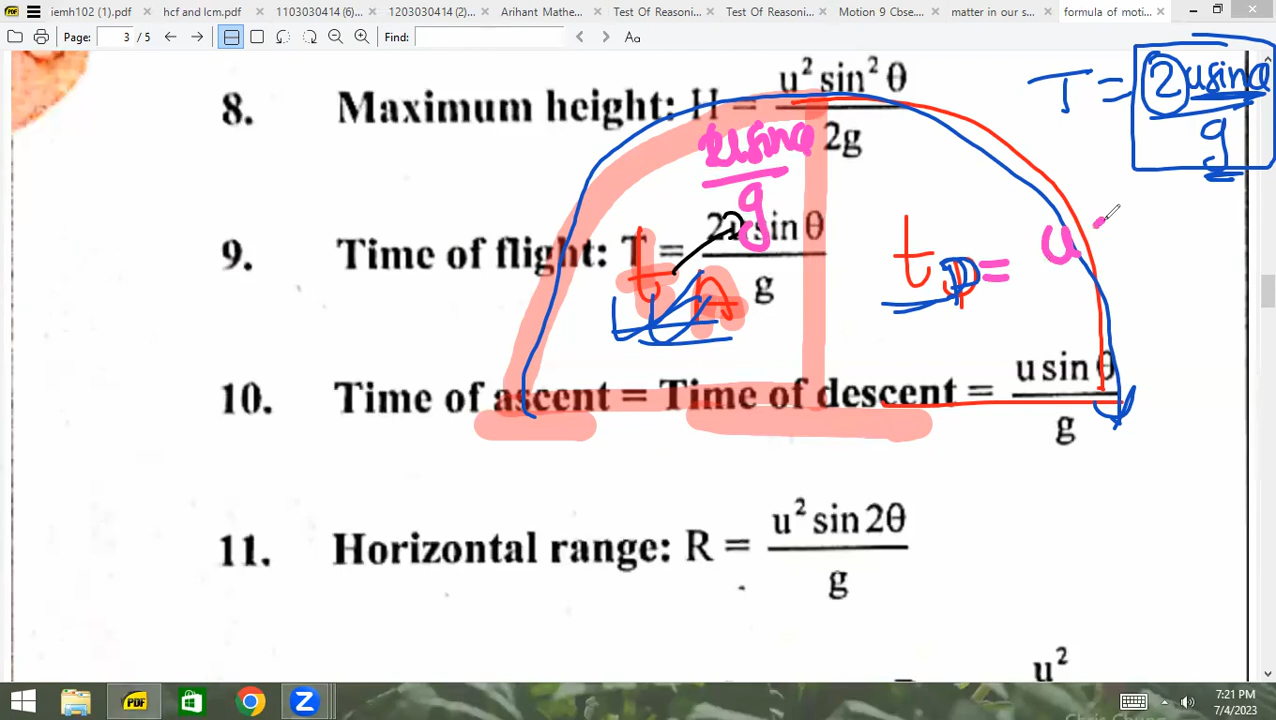 iemh102 (1).pdf × hcf and lcm.pdf × 1103030414 (6)... × 1203030414 (2)... × Arihant Mathe... × Test Of Reasoni... × Test Of Reasoni... × Motion 9 Cbse... × matter in our s... × formula of moti... ×
Page: 3 / 5 Find: Aa
8. Maximum height: H = u² sin² θ / 2g
T = 2 u sin α / g
u sin α / g
9. Time of flight: T = 2u sin θ / g
t = u
10. Time of ascent = Time of descent = u sin θ / g
11. Horizontal range: R = u² sin 2θ / g
u²
7:21 PM
7/4/2023